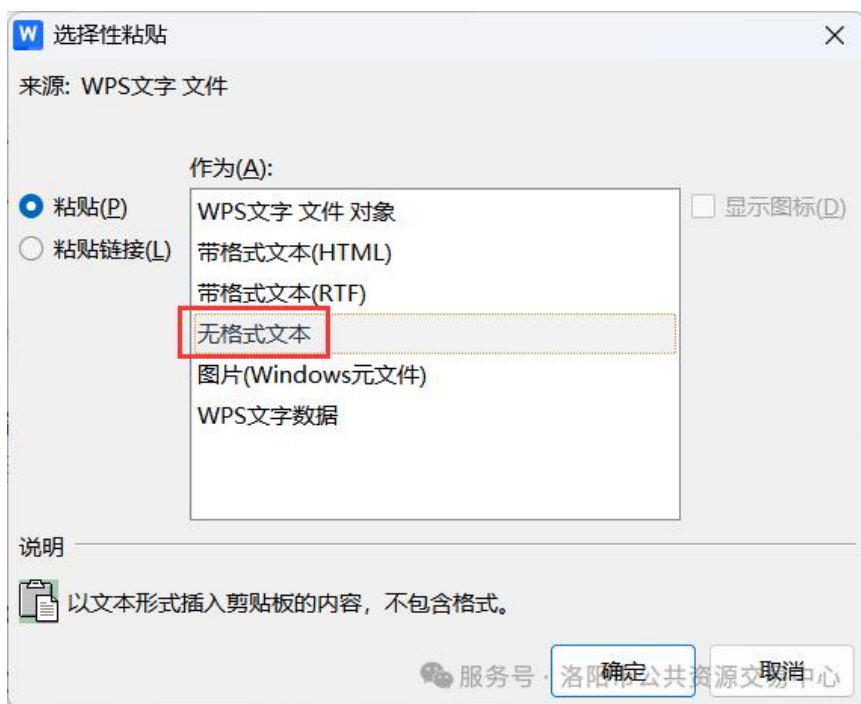 W 选择性粘贴
来源: WPS文字 文件
作为(A):
粘贴(P)
粘贴链接(L)
WPS文字 文件 对象
带格式文本(HTML)
带格式文本(RTF)
无格式文本
图片(Windows元文件)
WPS文字数据
显示图标(D)
说明
以文本形式插入剪贴板的内容，不包含格式。
确定
取消
服务号 · 洛阳市公共资源交易中心